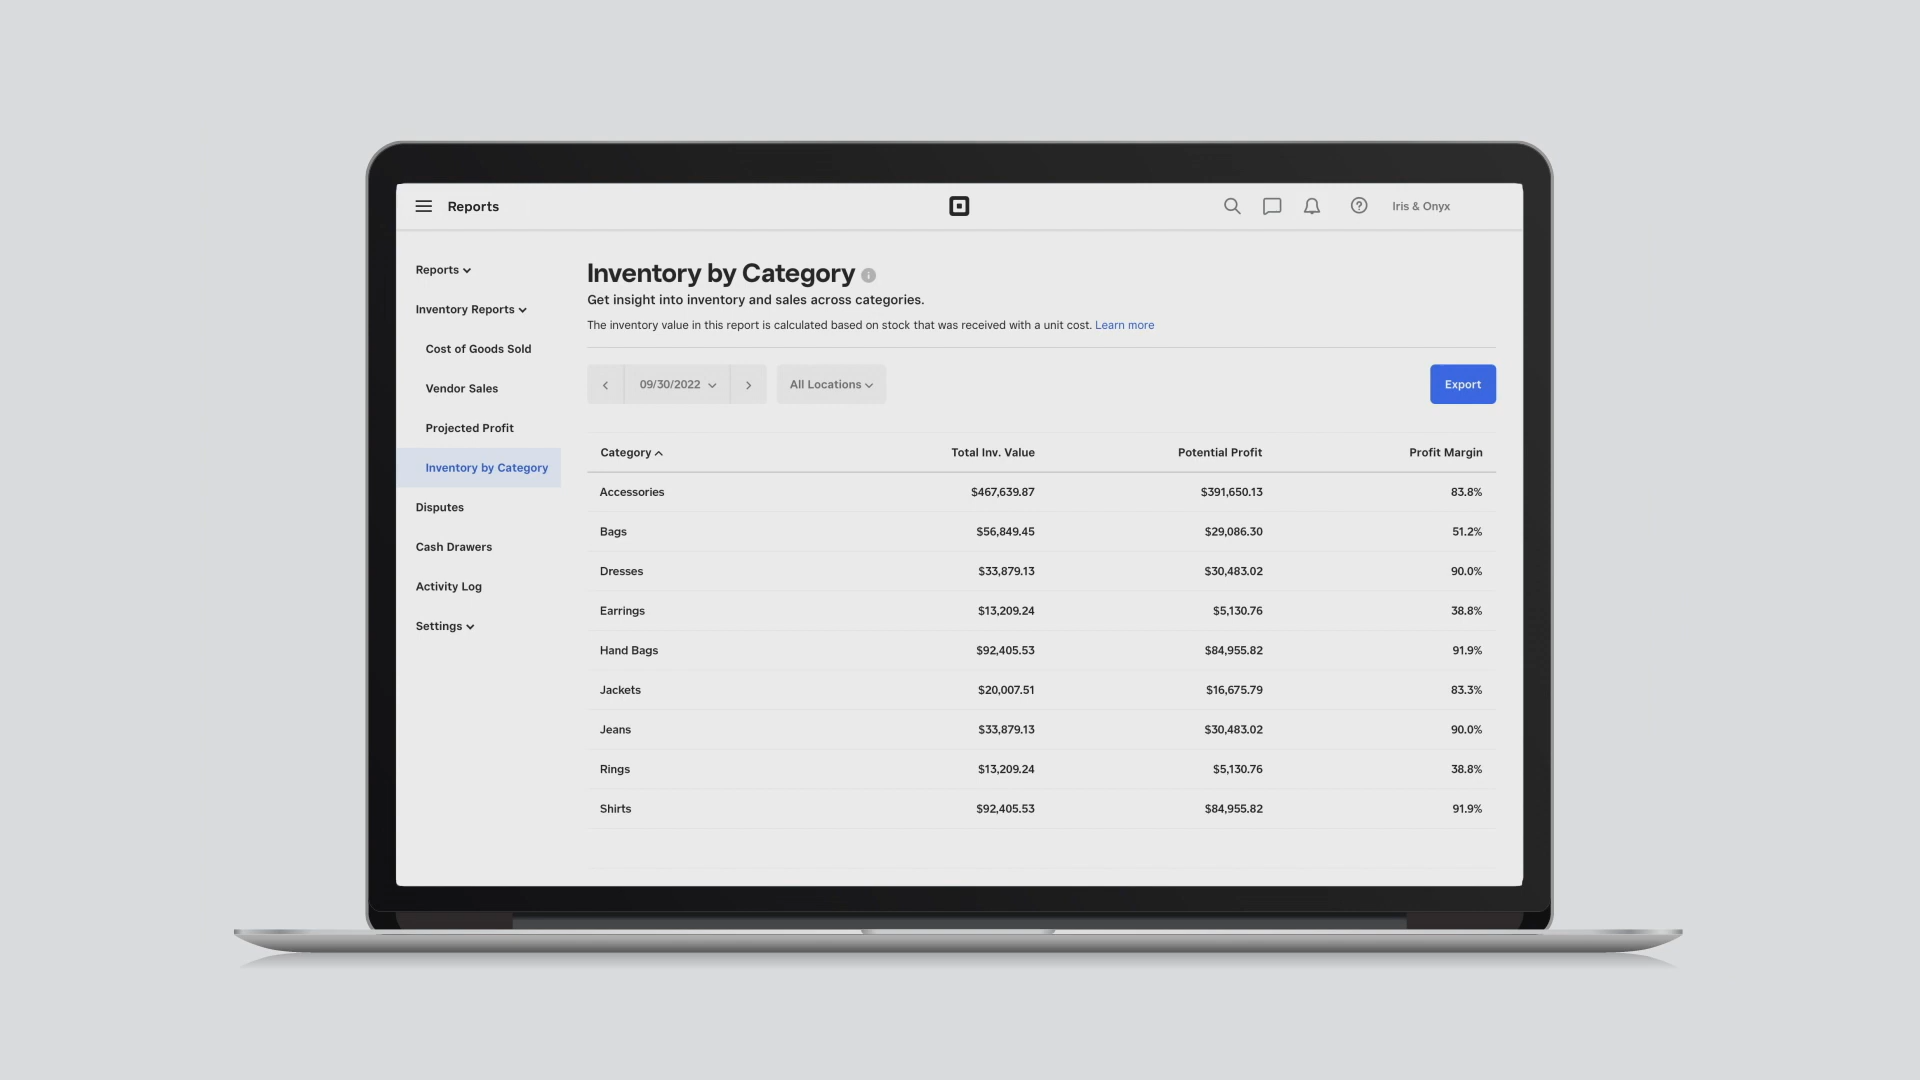 Reports
Iris & Onyx
Reports
Inventory Reports
Cost of Goods Sold
Vendor Sales
Projected Profit
Inventory by Category
Disputes
Cash Drawers
Activity Log
Settings
Inventory by Category
Get insight into inventory and sales across categories.
The inventory value in this report is calculated based on stock that was received with a unit cost. Learn more
09/30/2022 All Locations Export
Category Total Inv. Value Potential Profit Profit Margin
Accessories $467,639.87 $391,650.13 83.8%
Bags $56,849.45 $29,086.30 51.2%
Dresses $33,879.13 $30,483.02 90.0%
Earrings $13,209.24 $5,130.76 38.8%
Hand Bags $92,405.53 $84,955.82 91.9%
Jackets $20,007.51 $16,675.79 83.3%
Jeans $33,879.13 $30,483.02 90.0%
Rings $13,209.24 $5,130.76 38.8%
Shirts $92,405.53 $84,955.82 91.9%